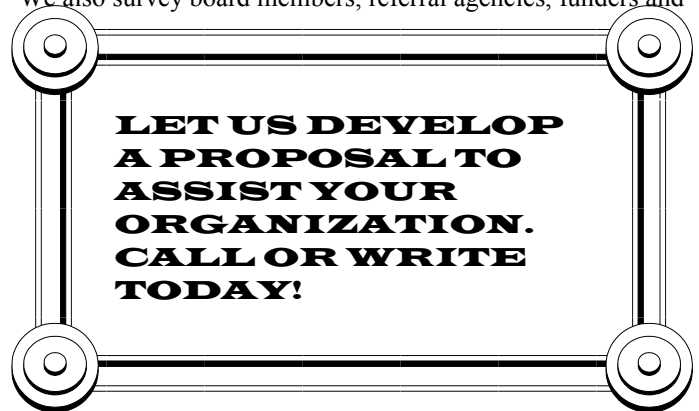 We also survey board members, referral agencies, funders and
LET US DEVELOP
A PROPOSAL TO
ASSIST YOUR
ORGANIZATION.
CALL OR WRITE
TODAY!